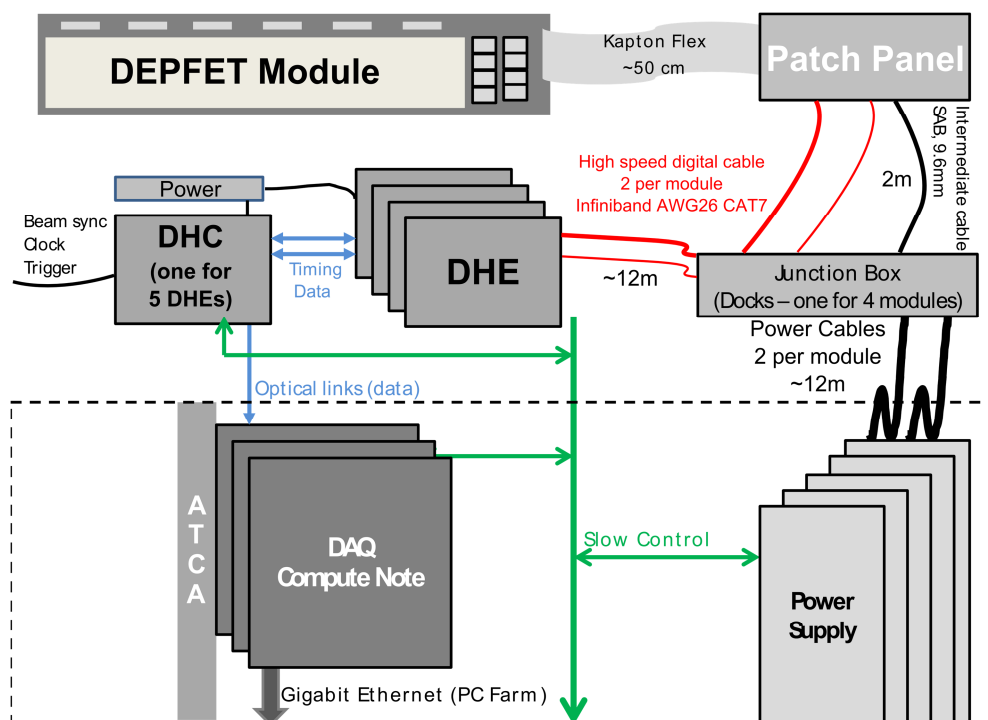 DEPFET Module
Kapton Flex
~50 cm
Patch Panel
Intermediate cable
SAB, 9.6mm
High speed digital cable
2 per module
Infiniband AWG26 CAT7
2m
Power
Beam sync
Clock
Trigger
DHC
(one for
5 DHEs)
Timing
Data
DHE
~12m
Junction Box
(Docks – one for 4 modules)
Power Cables
2 per module
~12m
Optical links (data)
ATCA
DAQ
Compute Note
Slow Control
Power
Supply
Gigabit Ethernet (PC Farm)